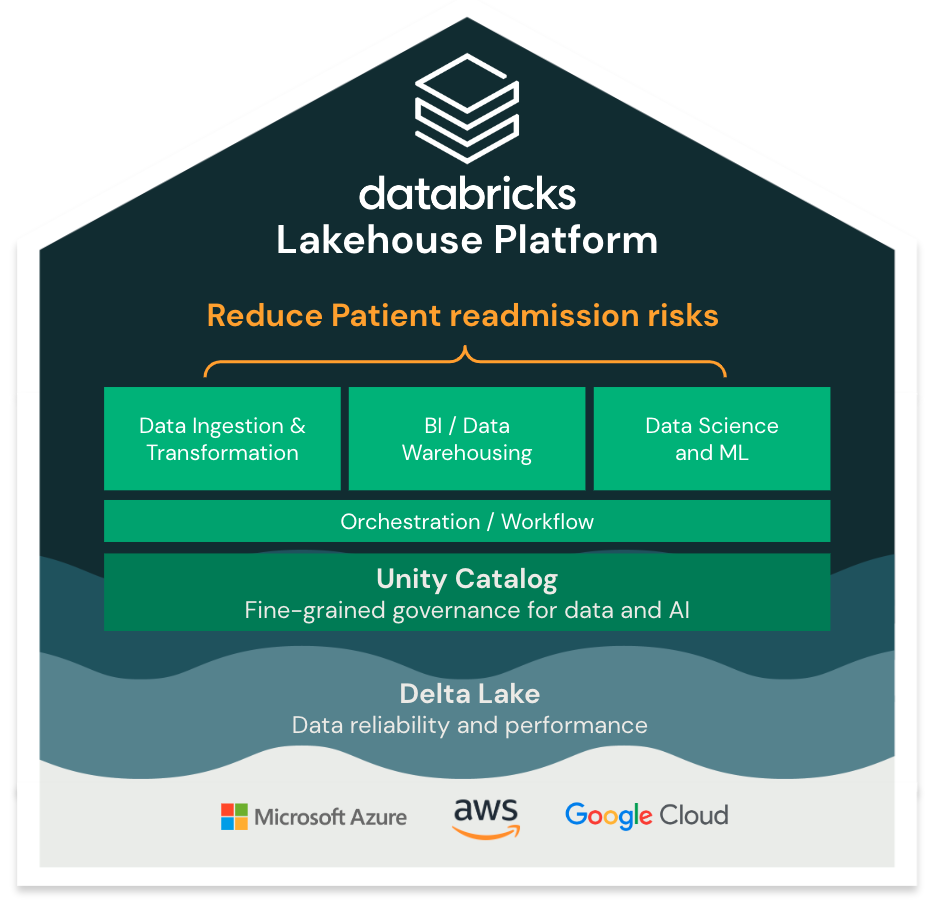 databricks
Lakehouse Platform
Reduce Patient readmission risks
Data Ingestion &
Transformation
BI / Data
Warehousing
Data Science
and ML
Orchestration / Workflow
Unity Catalog
Fine-grained governance for data and AI
Delta Lake
Data reliability and performance
Microsoft Azure
aws
Google Cloud